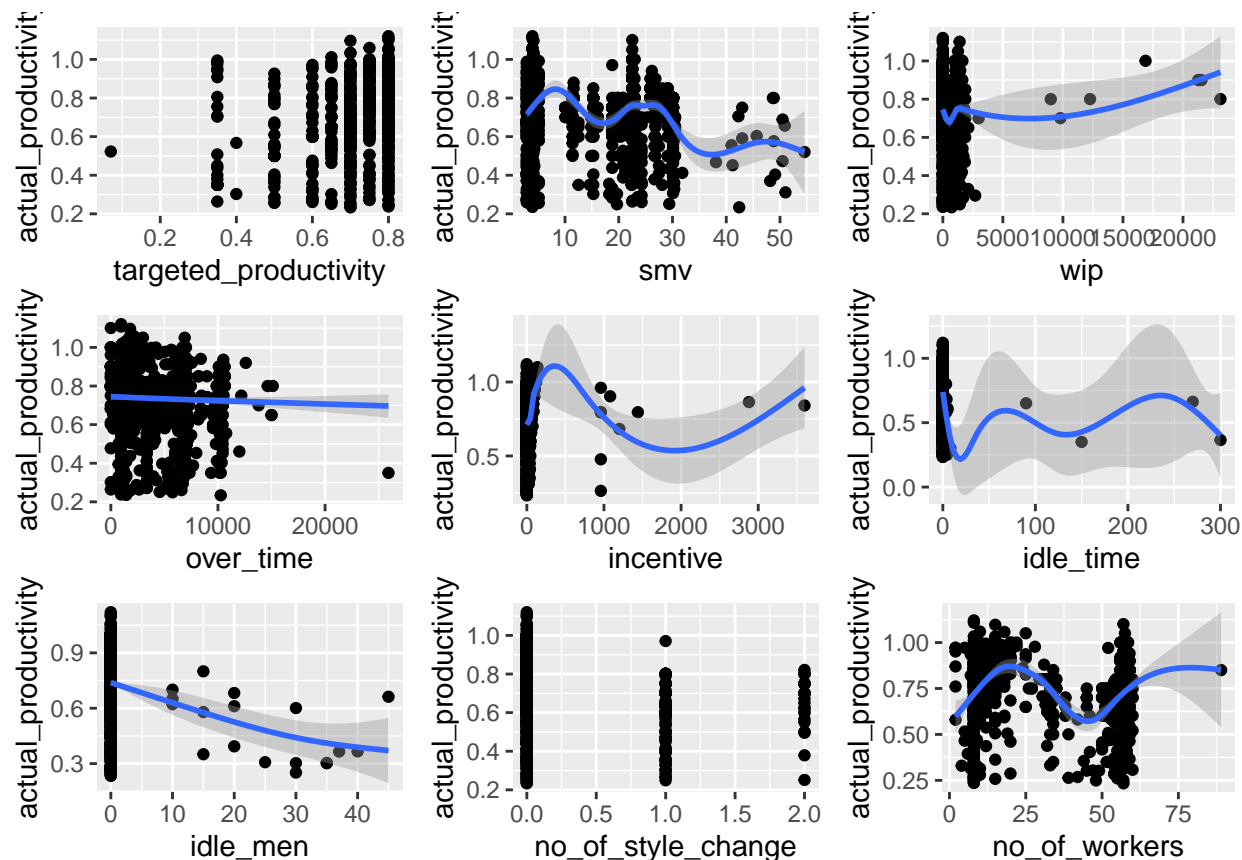 actual_productivity
1.0
0.8
0.6
0.4
0.2
0.2 0.4 0.6 0.8
targeted_productivity
actual_productivity
1.0
0.8
0.6
0.4
0.2
10 20 30 40 50
smv
actual_productivity
1.0
0.8
0.6
0.4
0.2
0 5000 10000 15000 20000
wip
actual_productivity
1.0
0.8
0.6
0.4
0.2
0 10000 20000
over_time
actual_productivity
1.0
0.5
0 1000 2000 3000
incentive
actual_productivity
1.0
0.5
0.0
0 100 200 300
idle_time
actual_productivity
0.9
0.6
0.3
0 10 20 30 40
idle_men
actual_productivity
1.0
0.8
0.6
0.4
0.2
0.0 0.5 1.0 1.5 2.0
no_of_style_change
actual_productivity
1.00
0.75
0.50
0.25
0 25 50 75
no_of_workers